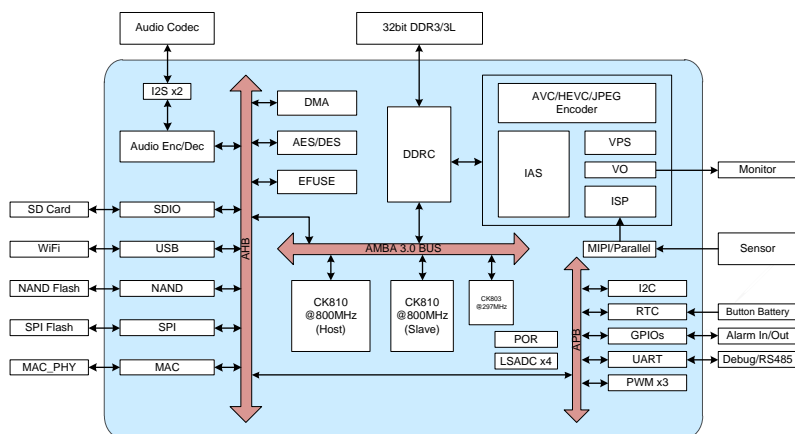 Audio Codec
32bit DDR3/3L
I2S x2
Audio Enc/Dec
DMA
AES/DES
EFUSE
DDRC
AVC/HEVC/JPEG
Encoder
IAS
VPS
VO
ISP
Monitor
SD Card
SDIO
WiFi
USB
NAND Flash
NAND
SPI Flash
SPI
MAC_PHY
MAC
AHB
AMBA 3.0 BUS
MIPI/Parallel
Sensor
CK810
@800MHz
(Host)
CK810
@800MHz
(Slave)
CK803
@297MHz
POR
LSADC x4
APB
I2C
RTC
Button Battery
GPIOs
Alarm In/Out
UART
Debug/RS485
PWM x3